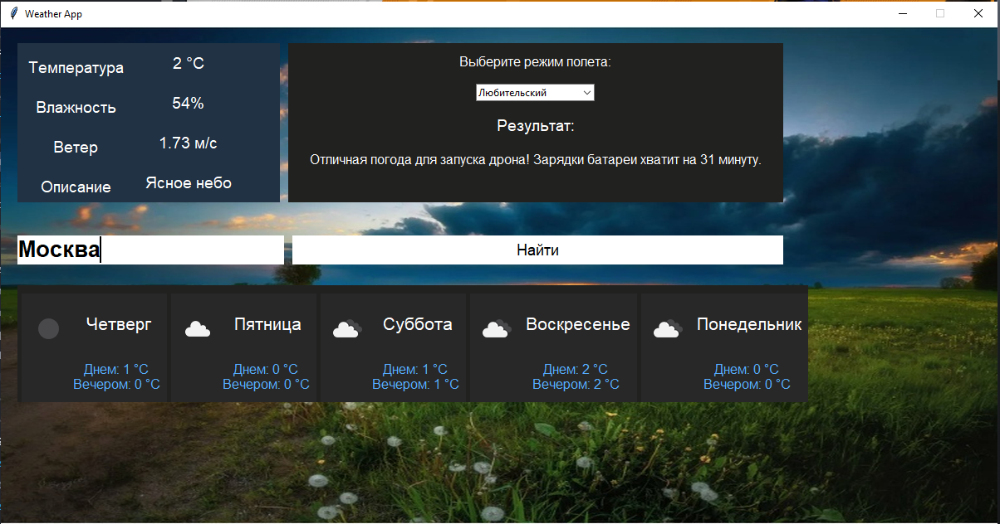 Weather App
Температура 2 °C
Влажность 54%
Ветер 1.73 м/с
Описание Ясное небо
Выберите режим полета:
Любительский
Результат:
Отличная погода для запуска дрона! Зарядки батареи хватит на 31 минуту.
Москва
Найти
Четверг
Днем: 1 °C
Вечером: 0 °C
Пятница
Днем: 0 °C
Вечером: 0 °C
Суббота
Днем: 1 °C
Вечером: 1 °C
Воскресенье
Днем: 2 °C
Вечером: 2 °C
Понедельник
Днем: 0 °C
Вечером: 0 °C